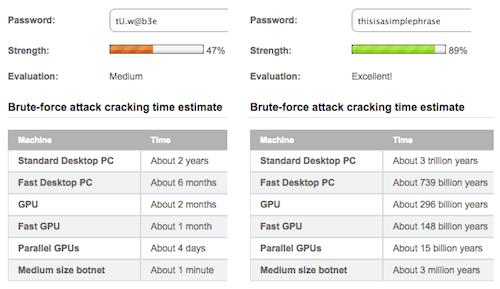 Password: tU.w@b3e
Strength: 47%
Evaluation: Medium
Brute-force attack cracking time estimate
Machine Time
Standard Desktop PC About 2 years
Fast Desktop PC About 6 months
GPU About 2 months
Fast GPU About 1 month
Parallel GPUs About 4 days
Medium size botnet About 1 minute
Password: thisisasimplephrase
Strength: 89%
Evaluation: Excellent!
Brute-force attack cracking time estimate
Machine Time
Standard Desktop PC About 3 trillion years
Fast Desktop PC About 739 billion years
GPU About 296 billion years
Fast GPU About 148 billion years
Parallel GPUs About 15 billion years
Medium size botnet About 3 million years